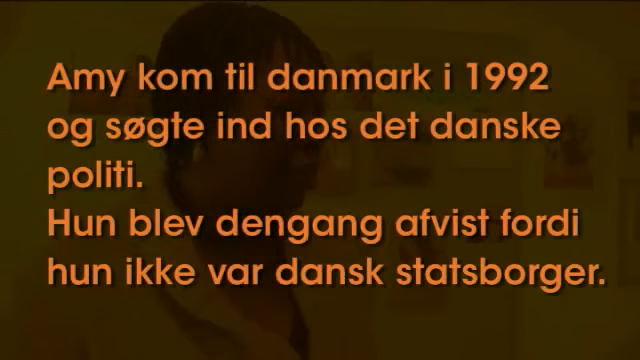 Amy kom til danmark i 1992
og søgte ind hos det danske
politi.
Hun blev dengang afvist fordi
hun ikke var dansk statsborger.